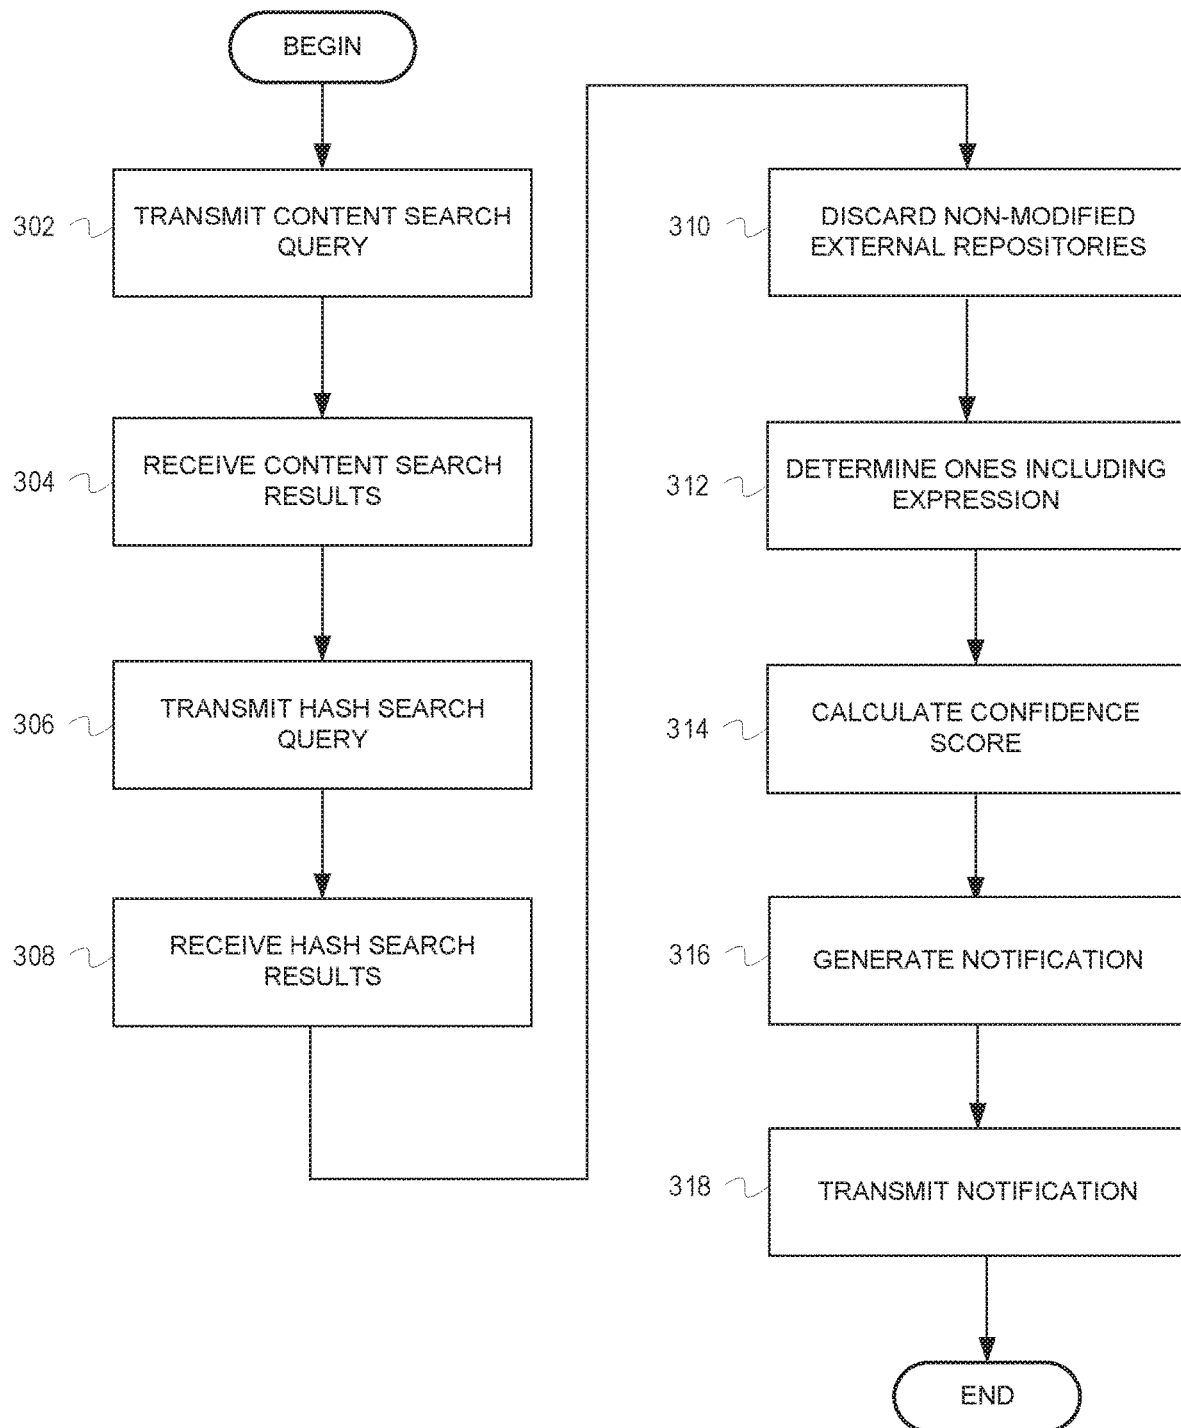 BEGIN
302
TRANSMIT CONTENT SEARCH
QUERY
304
RECEIVE CONTENT SEARCH
RESULTS
306
TRANSMIT HASH SEARCH
QUERY
308
RECEIVE HASH SEARCH
RESULTS
310
DISCARD NON-MODIFIED
EXTERNAL REPOSITORIES
312
DETERMINE ONES INCLUDING
EXPRESSION
314
CALCULATE CONFIDENCE
SCORE
316
GENERATE NOTIFICATION
318
TRANSMIT NOTIFICATION
END